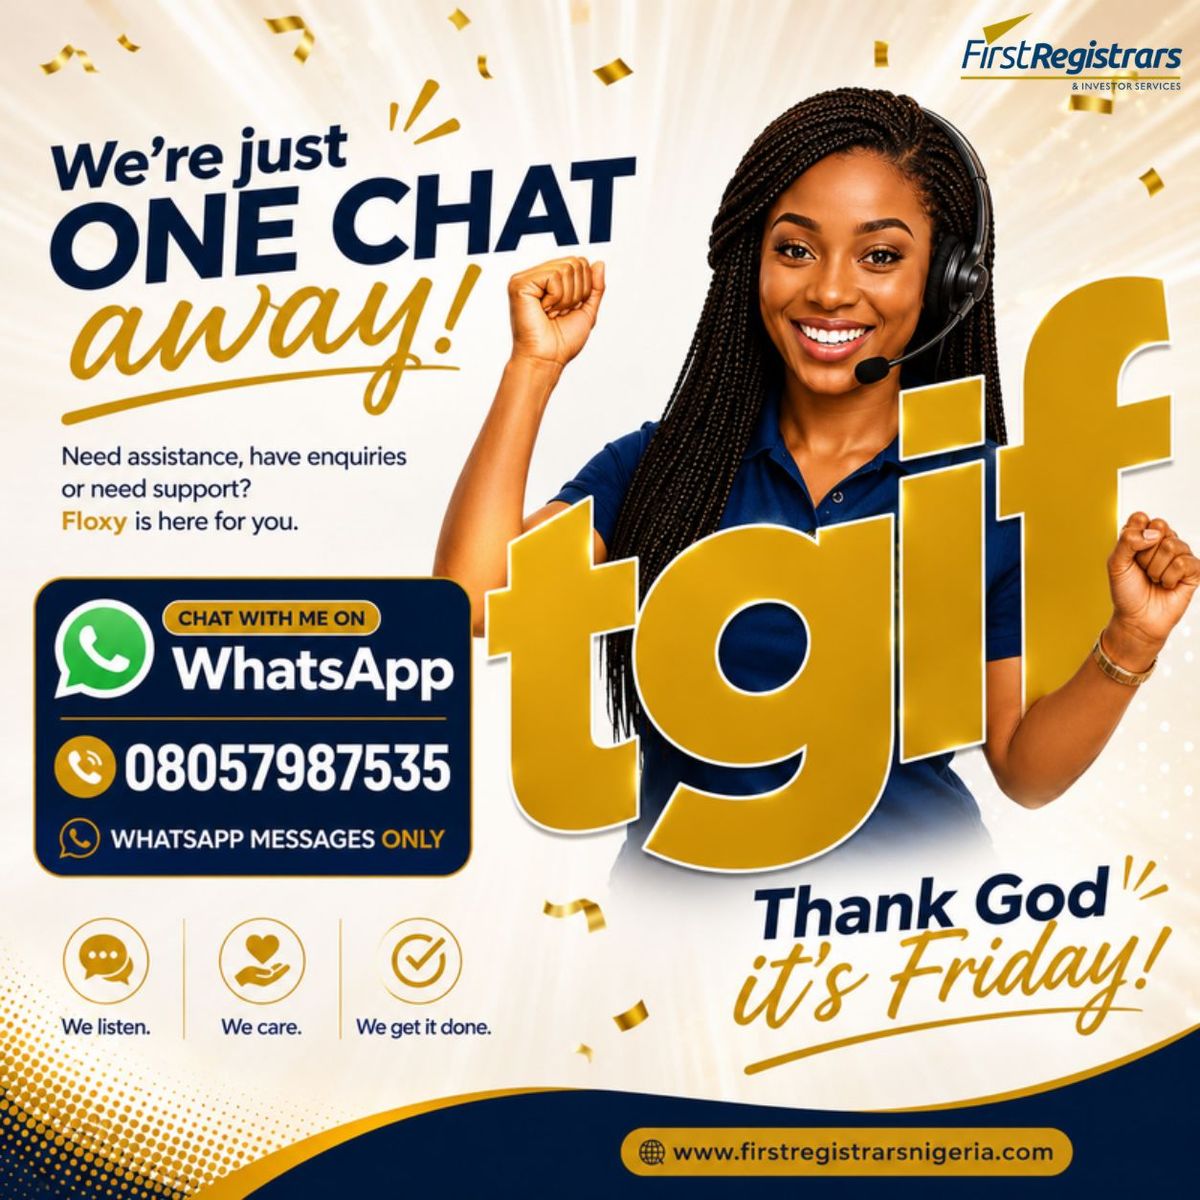 FirstRegistrars
& INVESTOR SERVICES
We're just
ONE CHAT
away!
Need assistance, have enquiries
or need support?
Floxy is here for you.
CHAT WITH ME ON
WhatsApp
08057987535
WHATSAPP MESSAGES ONLY
tgif
Thank God
it's Friday!
We listen.
We care.
We get it done.
www.firstregistrarsnigeria.com